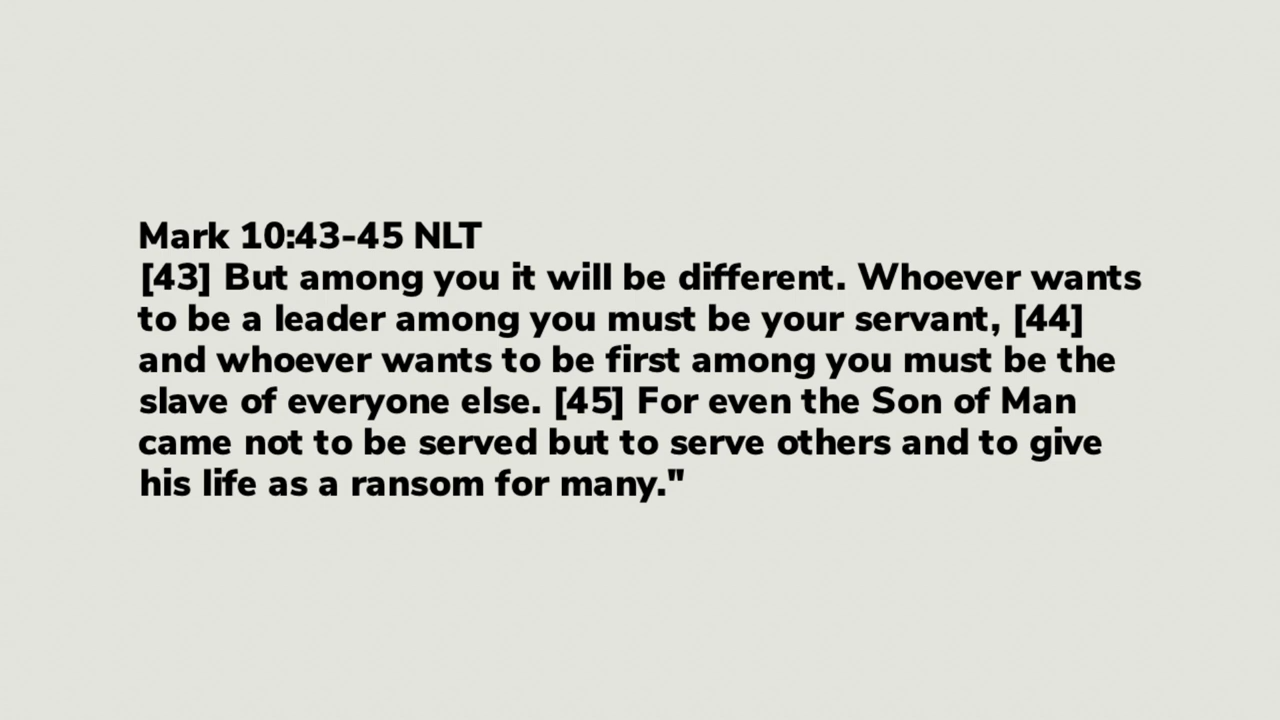 Mark 10:43-45 NLT
[43] But among you it will be different. Whoever wants
to be a leader among you must be your servant, [44]
and whoever wants to be first among you must be the
slave of everyone else. [45] For even the Son of Man
came not to be served but to serve others and to give
his life as a ransom for many."